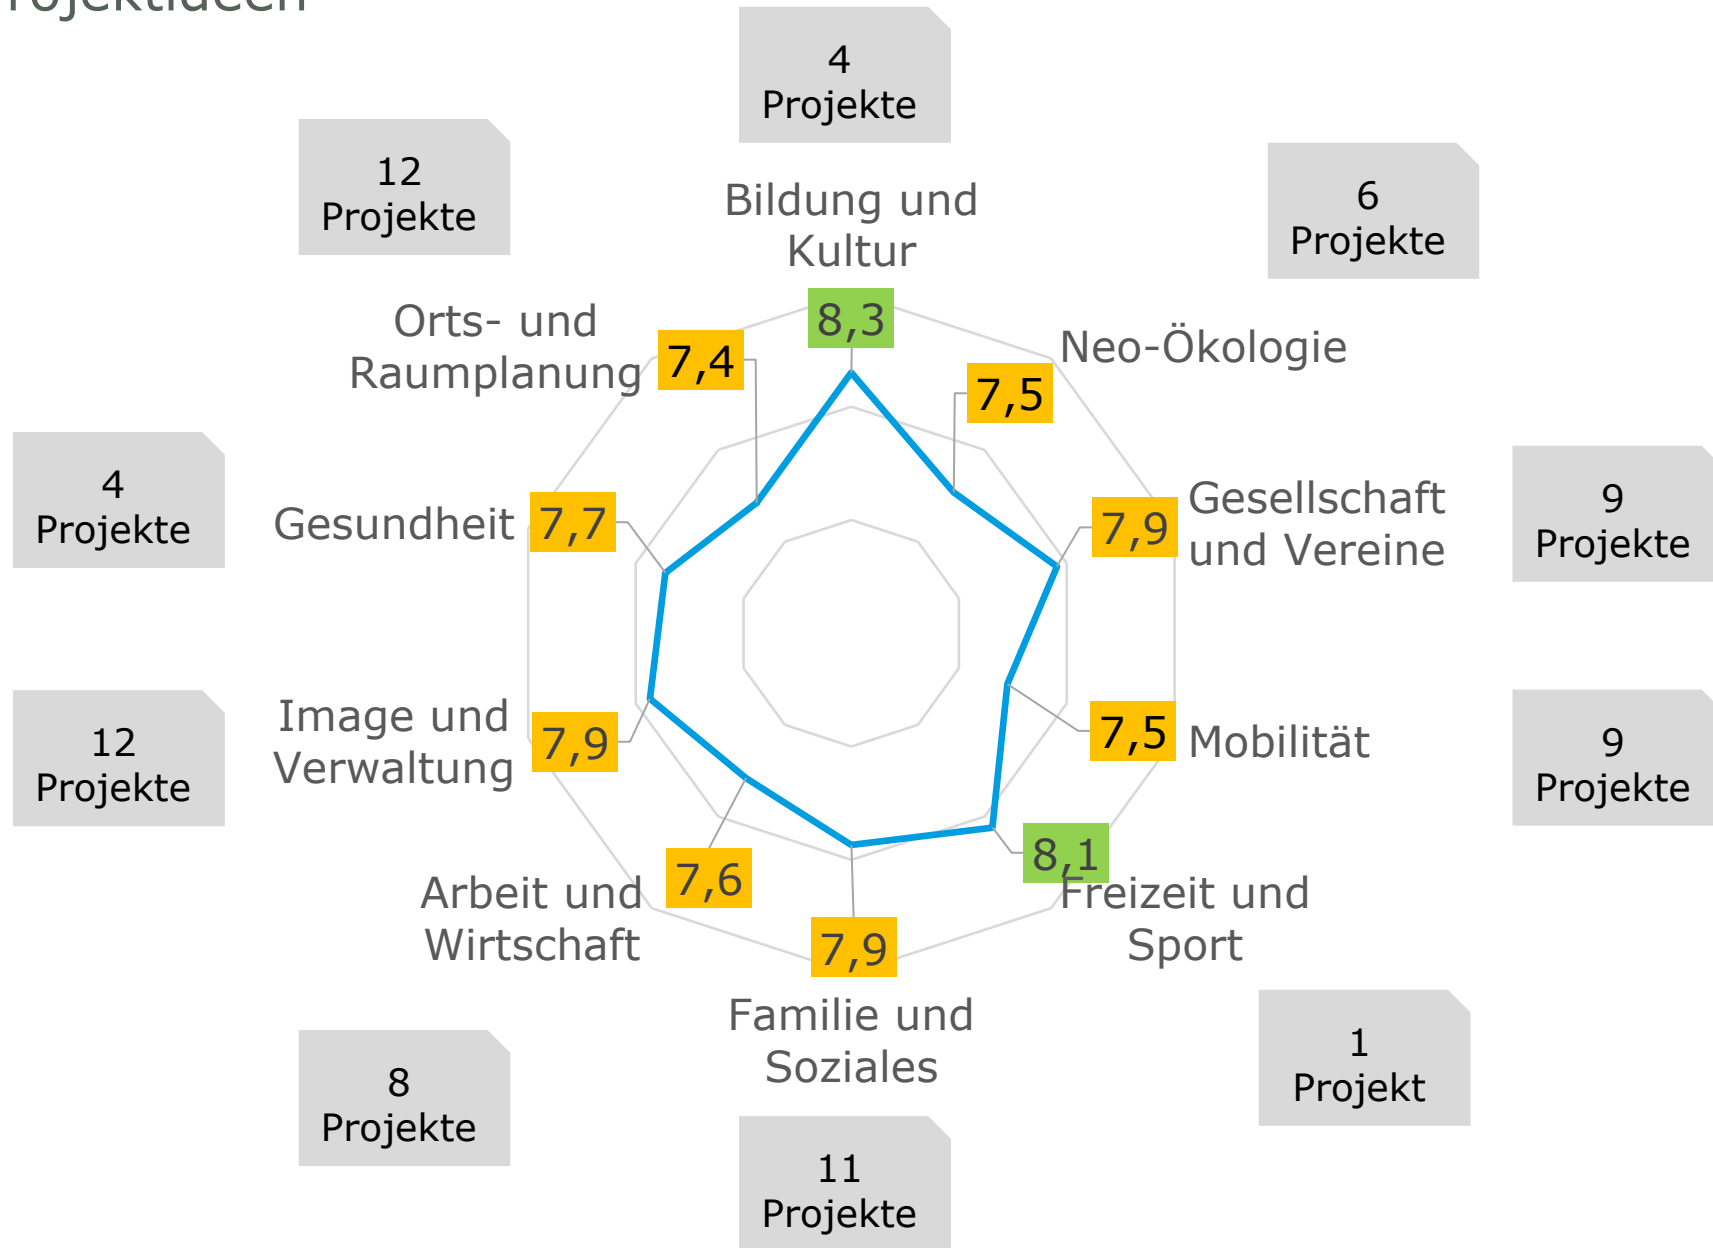 rojektideen
4
Projekte
12
Projekte
6
Projekte
Bildung und
Kultur
8,3
Orts- und
Raumplanung
7,4
Neo-Ökologie
7,5
4
Projekte
Gesundheit
7,7
Gesellschaft
und Vereine
7,9
9
Projekte
12
Projekte
Image und
Verwaltung
7,9
7,5
Mobilität
9
Projekte
Arbeit und
Wirtschaft
7,6
8,1
Freizeit und
Sport
7,9
Familie und
Soziales
8
Projekte
1
Projekt
11
Projekte